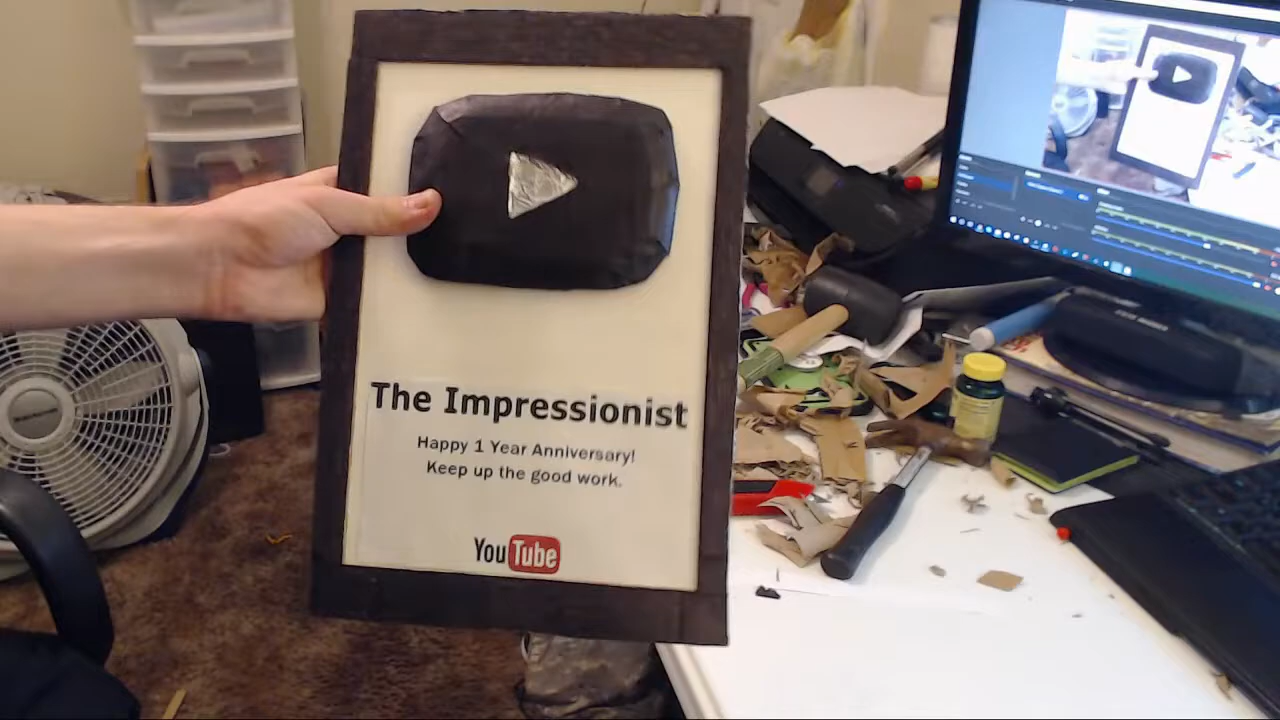 The Impressionist
Happy 1 Year Anniversary!
Keep up the good work.
YouTube